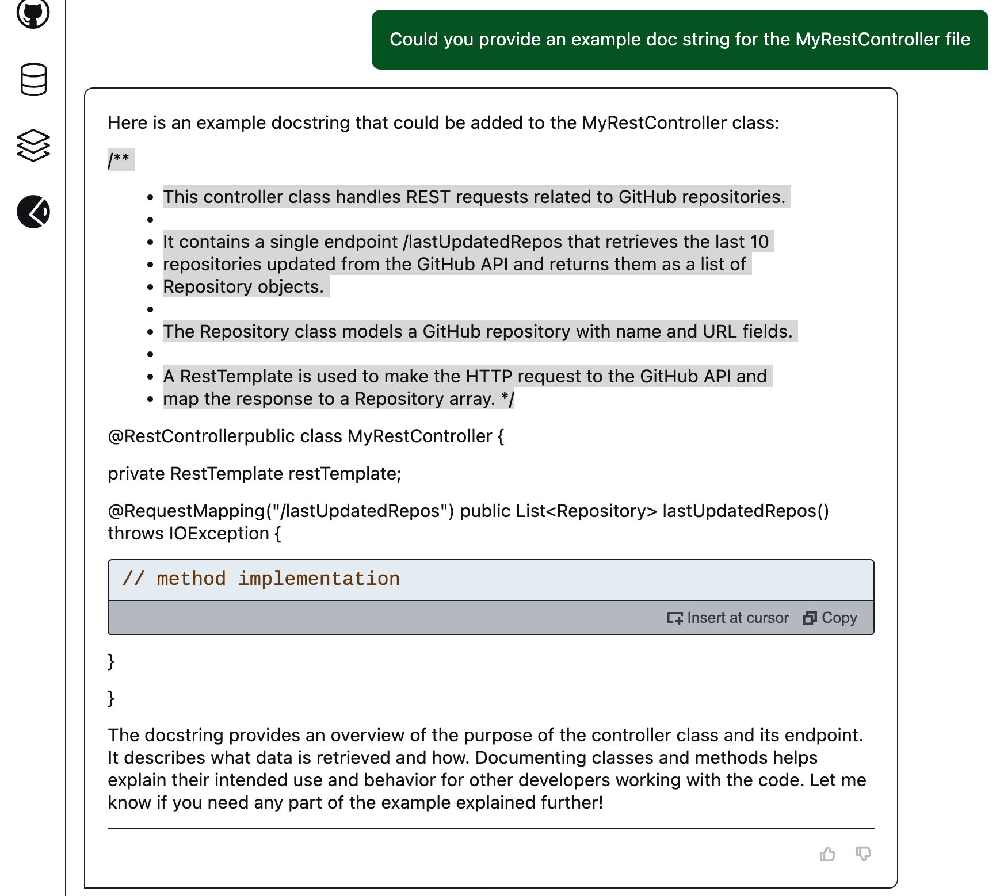 Could you provide an example doc string for the MyRestController file
Here is an example docstring that could be added to the MyRestController class:
/**
• This controller class handles REST requests related to GitHub repositories.
•
• It contains a single endpoint /lastUpdatedRepos that retrieves the last 10
• repositories updated from the GitHub API and returns them as a list of
• Repository objects.
•
• The Repository class models a GitHub repository with name and URL fields.
•
• A RestTemplate is used to make the HTTP request to the GitHub API and
• map the response to a Repository array. */
@RestControllerpublic class MyRestController {
private RestTemplate restTemplate;
@RequestMapping("/lastUpdatedRepos") public List<Repository> lastUpdatedRepos()
throws IOException {
// method implementation
Insert at cursor Copy
}
}
The docstring provides an overview of the purpose of the controller class and its endpoint.
It describes what data is retrieved and how. Documenting classes and methods helps
explain their intended use and behavior for other developers working with the code. Let me
know if you need any part of the example explained further!